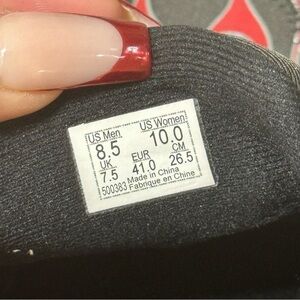 US Men US Women
8.5 10.0
UK EUR CM
7.5 41.0 26.5
500383 Made in China
Fabrique en Chine